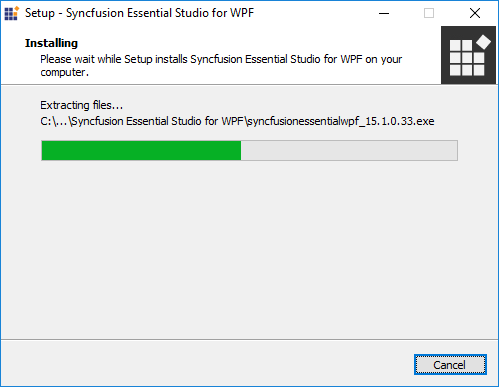 Setup - Syncfusion Essential Studio for WPF
Installing
Please wait while Setup installs Syncfusion Essential Studio for WPF on your
computer.
Extracting files...
C:\...\Syncfusion Essential Studio for WPF\syncfusionessentialwpf_15.1.0.33.exe
Cancel